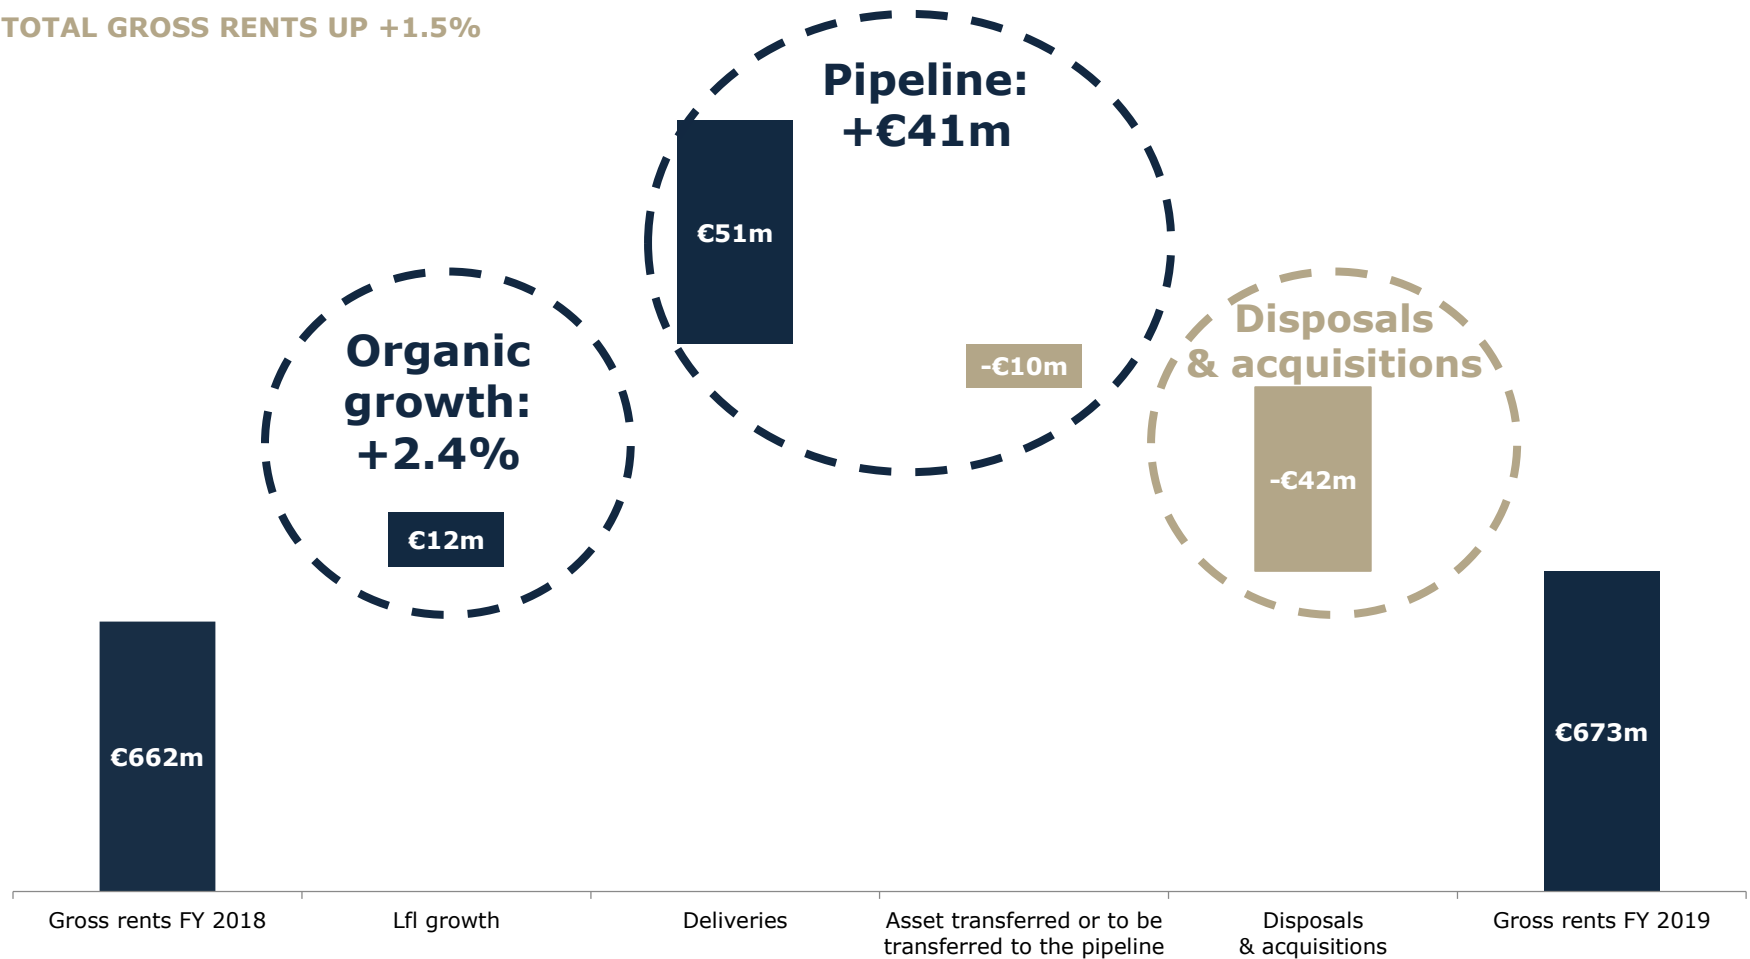 TOTAL GROSS RENTS UP +1.5%
Pipeline:
+€41m
€51m
-€10m
Organic
growth:
+2.4%
€12m
Disposals
& acquisitions
-€42m
€662m
€673m
Gross rents FY 2018
Lfl growth
Deliveries
Asset transferred or to be
transferred to the pipeline
Disposals
& acquisitions
Gross rents FY 2019